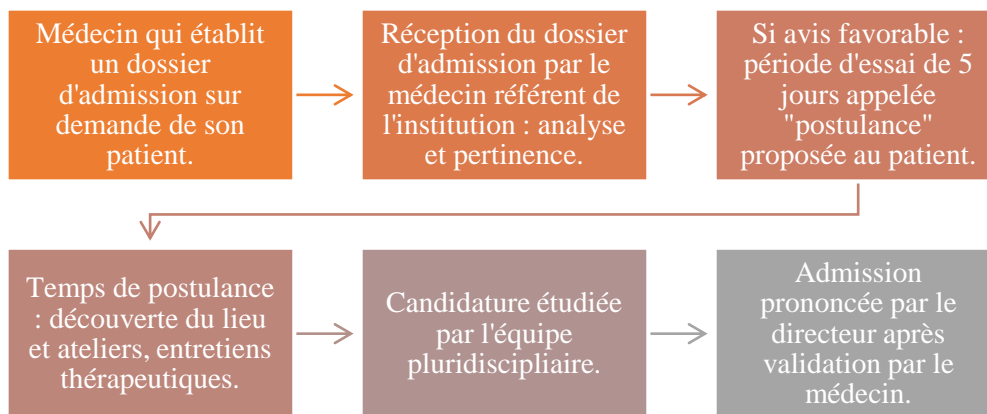 Médecin qui établit
un dossier
d'admission sur
demande de son
patient.
Réception du dossier
d'admission par le
médecin référent de
l'institution : analyse
et pertinence.
Si avis favorable :
période d'essai de 5
jours appelée
"postulance"
proposée au patient.
Temps de postulance
: découverte du lieu
et ateliers, entretiens
thérapeutiques.
Candidature étudiée
par l'équipe
pluridiscipliaire.
Admission
prononcée par le
directeur après
validation par le
médecin.